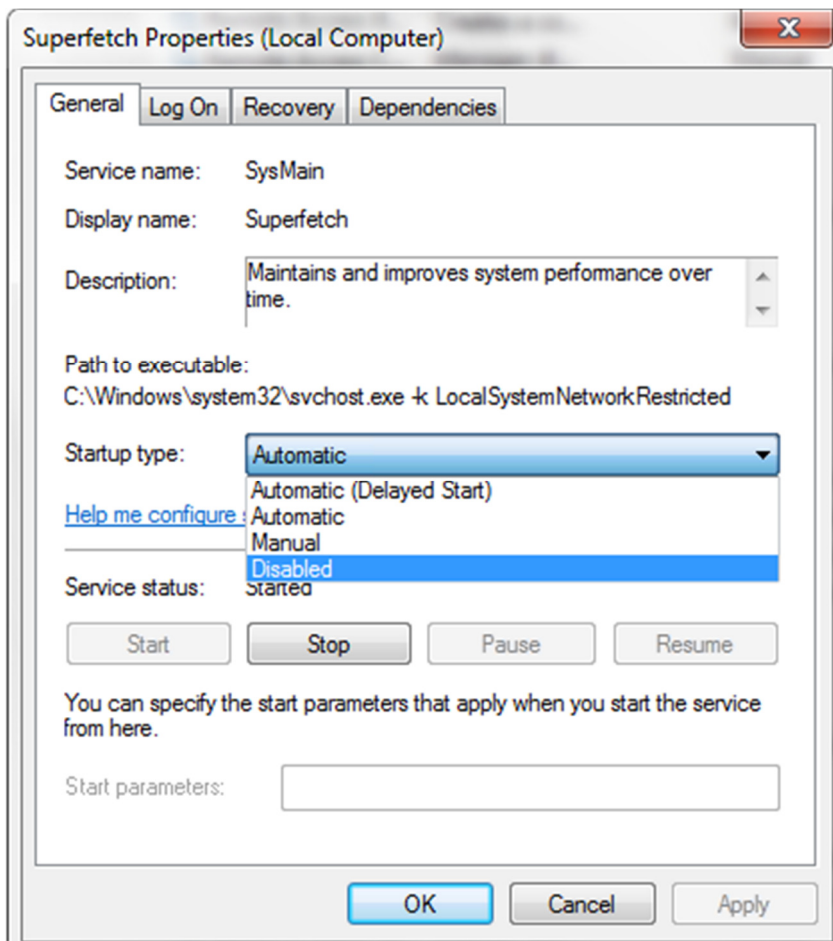 Superfetch Properties (Local Computer)
General Log On Recovery Dependencies
Service name: SysMain
Display name: Superfetch
Description: Maintains and improves system performance over
time.
Path to executable:
C:\Windows\system32\svchost.exe -k LocalSystemNetworkRestricted
Startup type: Automatic
Automatic (Delayed Start)
Help me configure
Automatic
Manual
Disabled
Service status: Started
Start Stop Pause Resume
You can specify the start parameters that apply when you start the service
from here.
Start parameters:
OK Cancel Apply